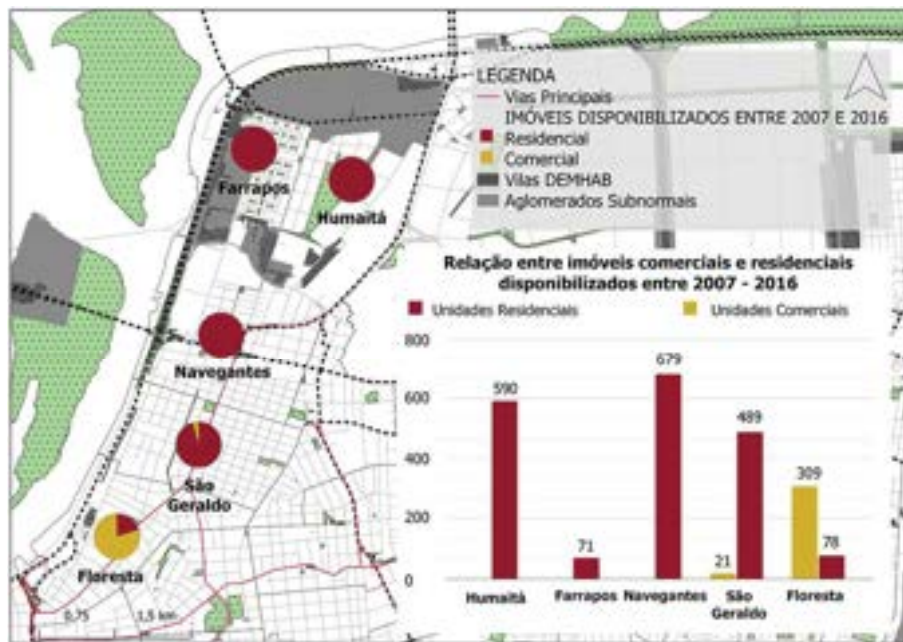 LEGENDA
Vias Principais
IMÓVEIS DISPONIBILIZADOS ENTRE 2007 E 2016
Residencial
Comercial
Vilas DEMHAB
Aglomerados Subnormais
Farrapos
Humaitá
Navegantes
São
Geraldo
Floresta
0,75 1,5 km
Relação entre imóveis comerciais e residenciais
disponibilizados entre 2007 - 2016
Unidades Residenciais Unidades Comerciais
800
600
400
200
0
590
71
679
21
489
309
78
Humaitá Farrapos Navegantes São Floresta
Geraldo